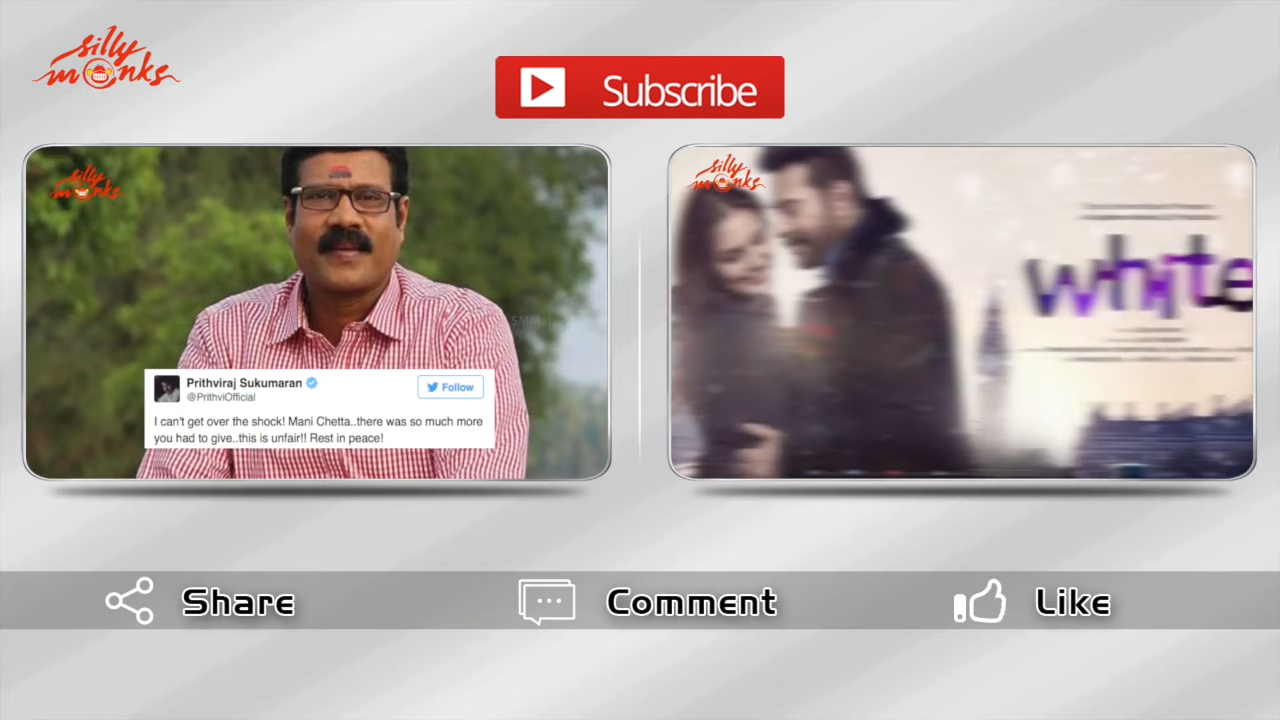 silly
monks
Subscribe
silly
monks
Prithviraj Sukumaran
@PrithviOfficial
Follow
I can't get over the shock! Mani Chetta..there was so much more
you had to give..this is unfair!! Rest in peace!
silly
monks
white
Share
Comment
Like